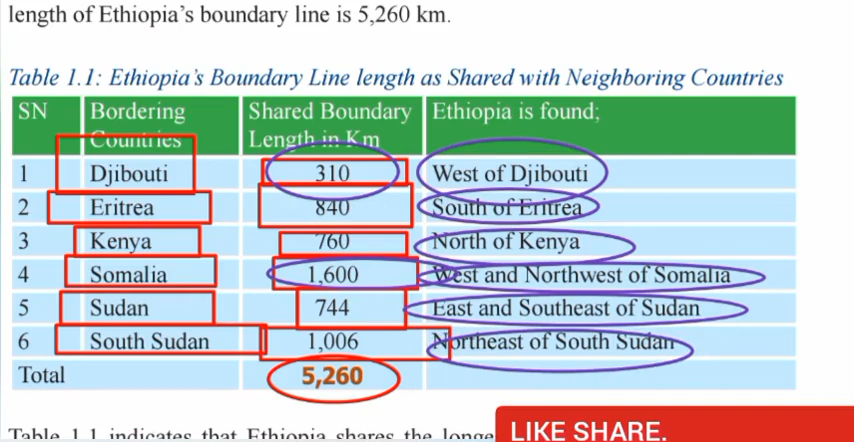 length of Ethiopia's boundary line is 5,260 km.
Table 1.1: Ethiopia's Boundary Line length as Shared with Neighboring Countries
SN Bordering Countries Shared Boundary Length in Km Ethiopia is found;
1 Djibouti 310 West of Djibouti
2 Eritrea 840 South of Eritrea
3 Kenya 760 North of Kenya
4 Somalia 1,600 West and Northwest of Somalia
5 Sudan 744 East and Southeast of Sudan
6 South Sudan 1,006 Northeast of South Sudan
Total 5,260
Table 1.1 indicates that Ethiopia shares the longe
LIKE SHARE.